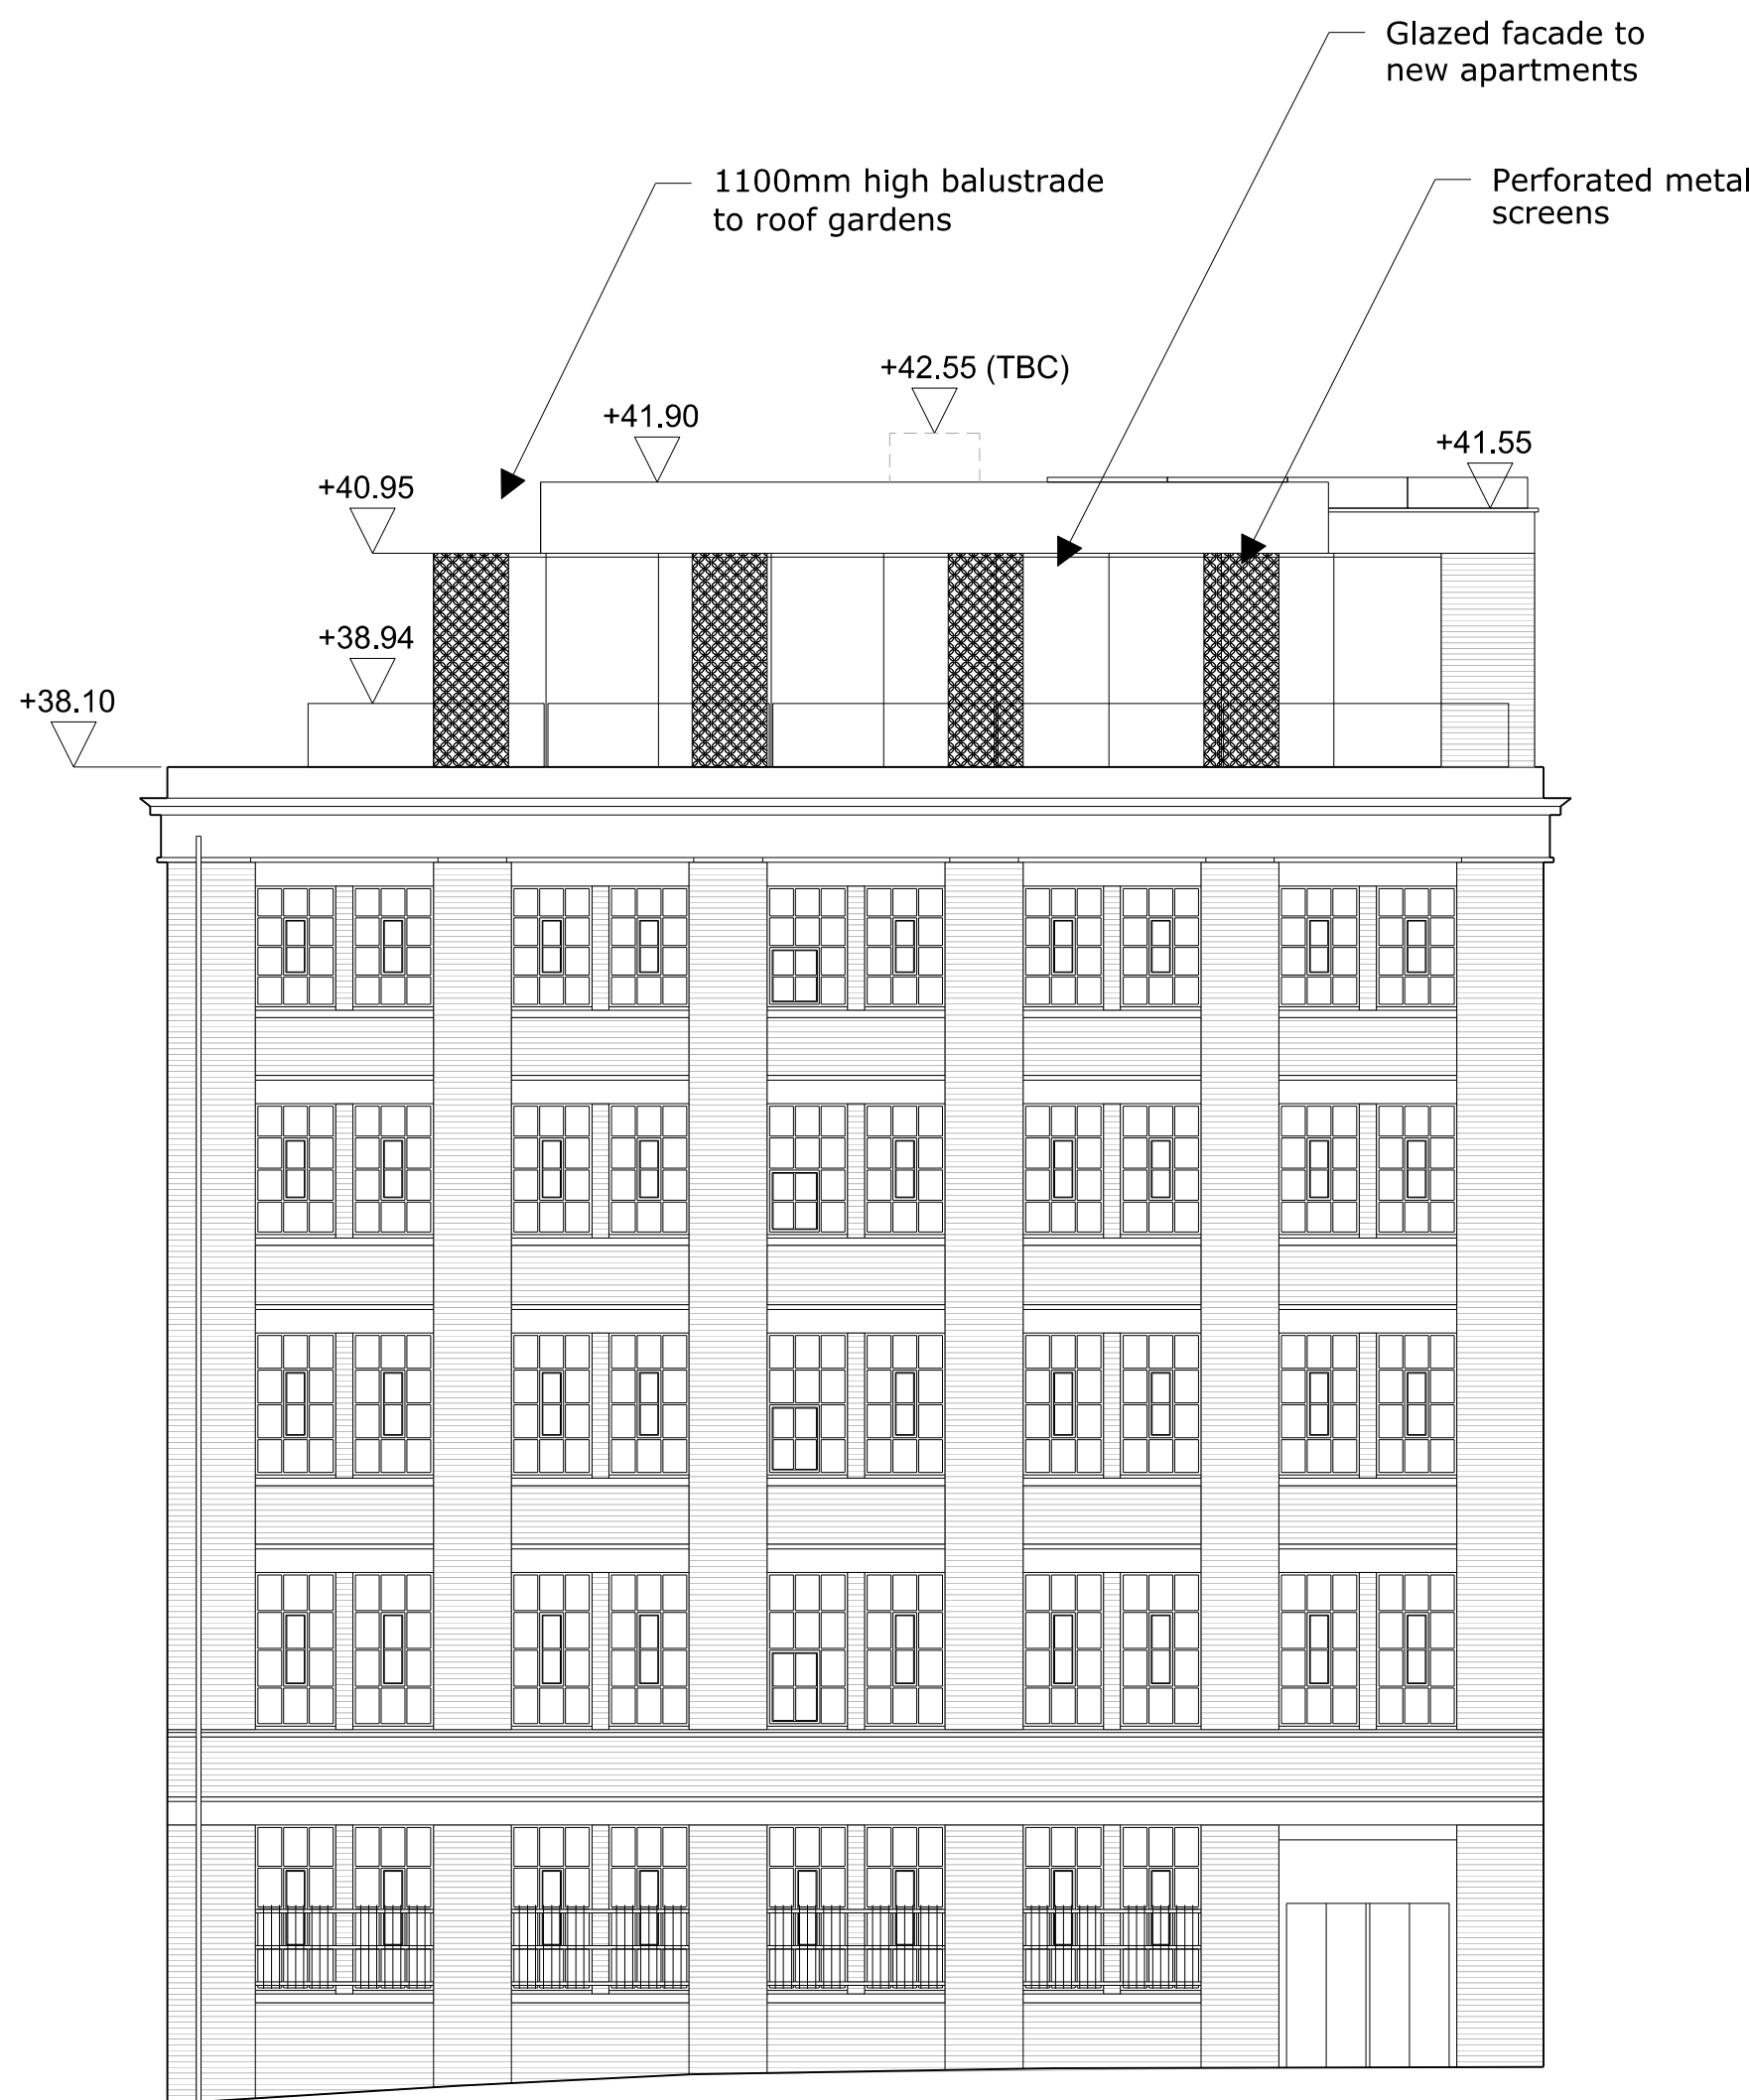 Glazed facade to
new apartments
1100mm high balustrade
to roof gardens
Perforated metal
screens
+42.55 (TBC)
+41.90
+41.55
+40.95
+38.94
+38.10